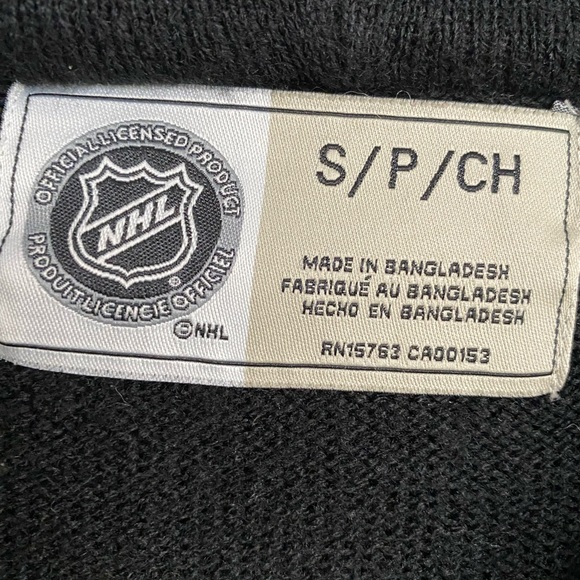 OFFICIAL LICENSED PRODUCT
NHL
®
PRODUIT LICENCIE OFFICIEL
©NHL
S/P/CH
MADE IN BANGLADESH
FABRIQUÉ AU BANGLADESH
HECHO EN BANGLADESH
RN15763 CA00153